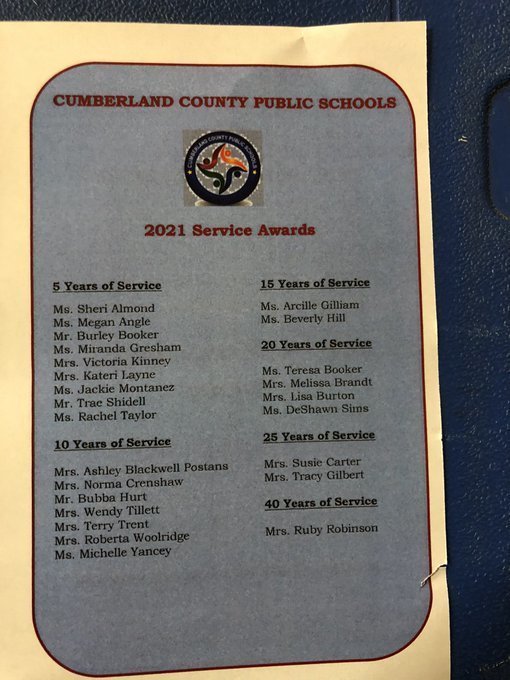 CUMBERLAND COUNTY PUBLIC SCHOOLS
CUMBERLAND COUNTY PUBLIC SCHOOLS
2021 Service Awards
5 Years of Service
Ms. Sheri Almond
Ms. Megan Angle
Mr. Burley Booker
Ms. Miranda Gresham
Mrs. Victoria Kinney
Mrs. Kateri Layne
Ms. Jackie Montanez
Mr. Trae Shidell
Ms. Rachel Taylor
10 Years of Service
Mrs. Ashley Blackwell Postans
Mrs. Norma Crenshaw
Mr. Bubba Hurt
Mrs. Wendy Tillett
Mrs. Terry Trent
Mrs. Roberta Woolridge
Ms. Michelle Yancey
15 Years of Service
Ms. Arcille Gilliam
Ms. Beverly Hill
20 Years of Service
Ms. Teresa Booker
Mrs. Melissa Brandt
Mrs. Lisa Burton
Ms. DeShawn Sims
25 Years of Service
Mrs. Susie Carter
Mrs. Tracy Gilbert
40 Years of Service
Mrs. Ruby Robinson